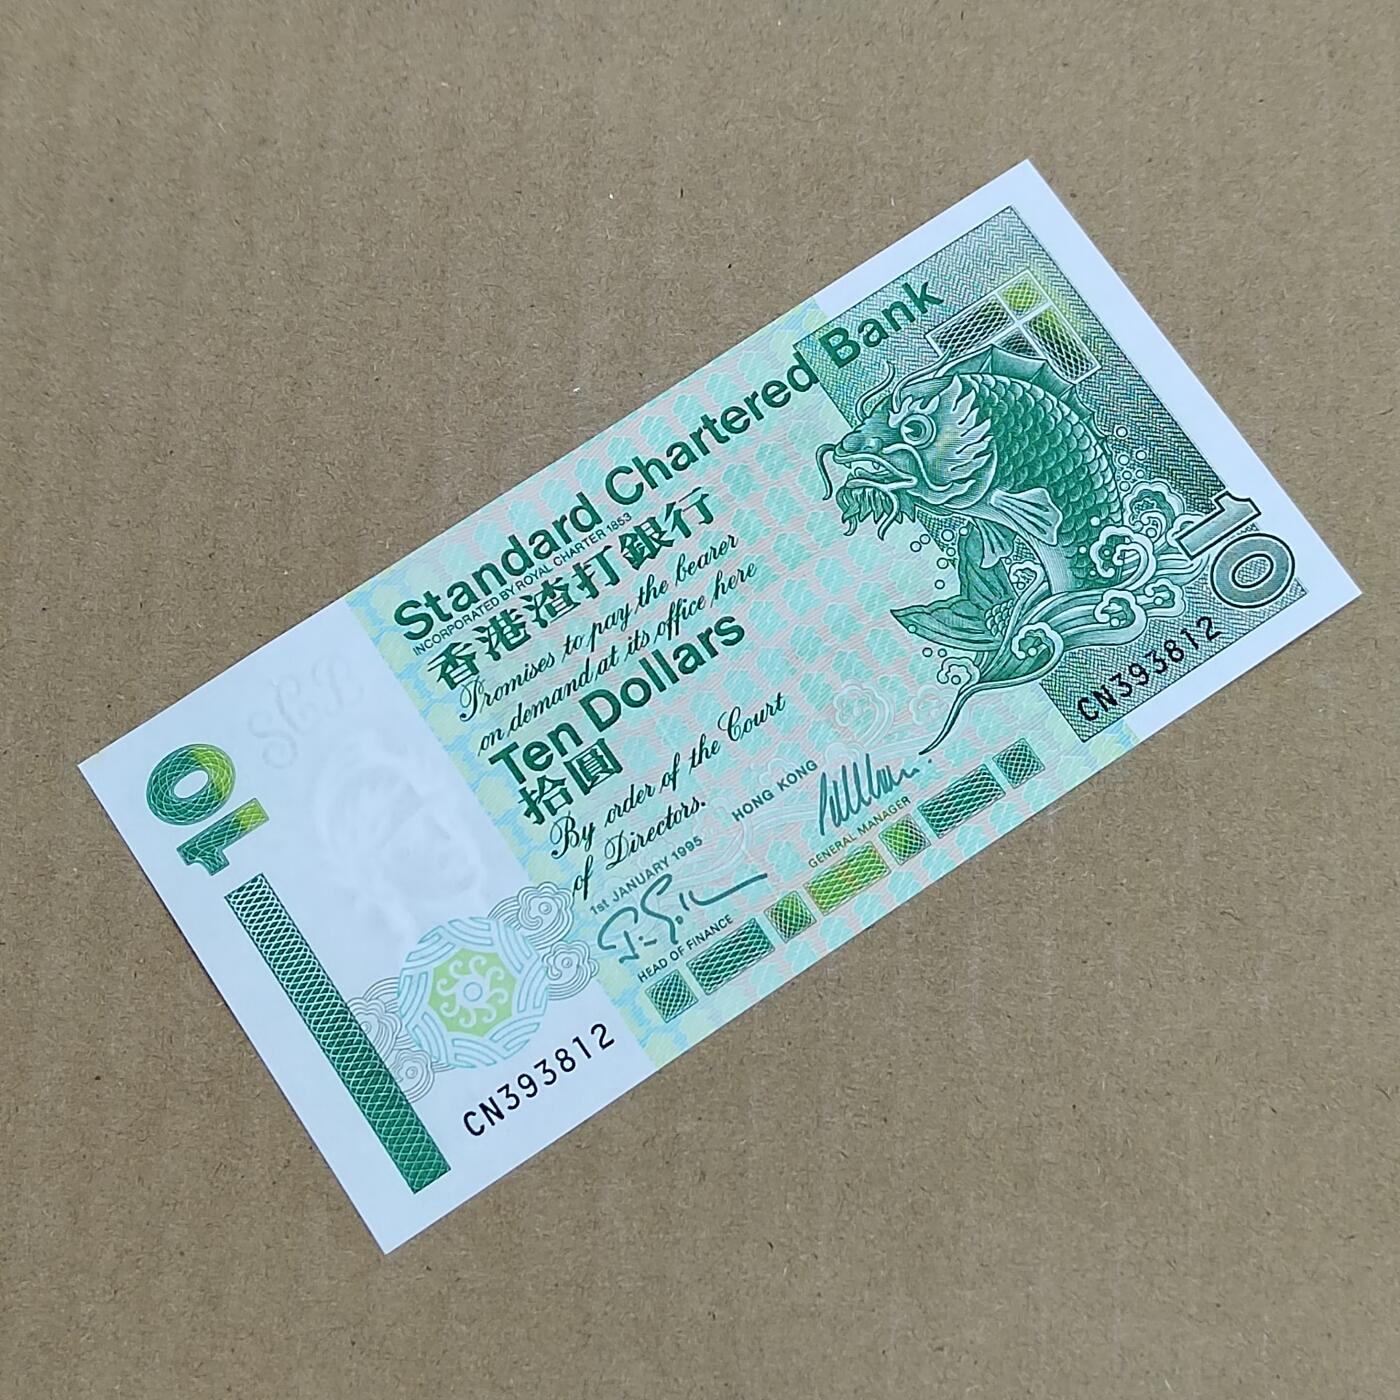 Standard Chartered Bank
INCORPORATED BY ROYAL CHARTER 1853
香港渣打銀行
Promises to pay the bearer
on demand at its office here
Ten Dollars
拾圓
By order of the Court
of Directors.
1st JANUARY 1995 HONG KONG
HEAD OF FINANCE
GENERAL MANAGER
10
SCB
CN393812
10
CN393812